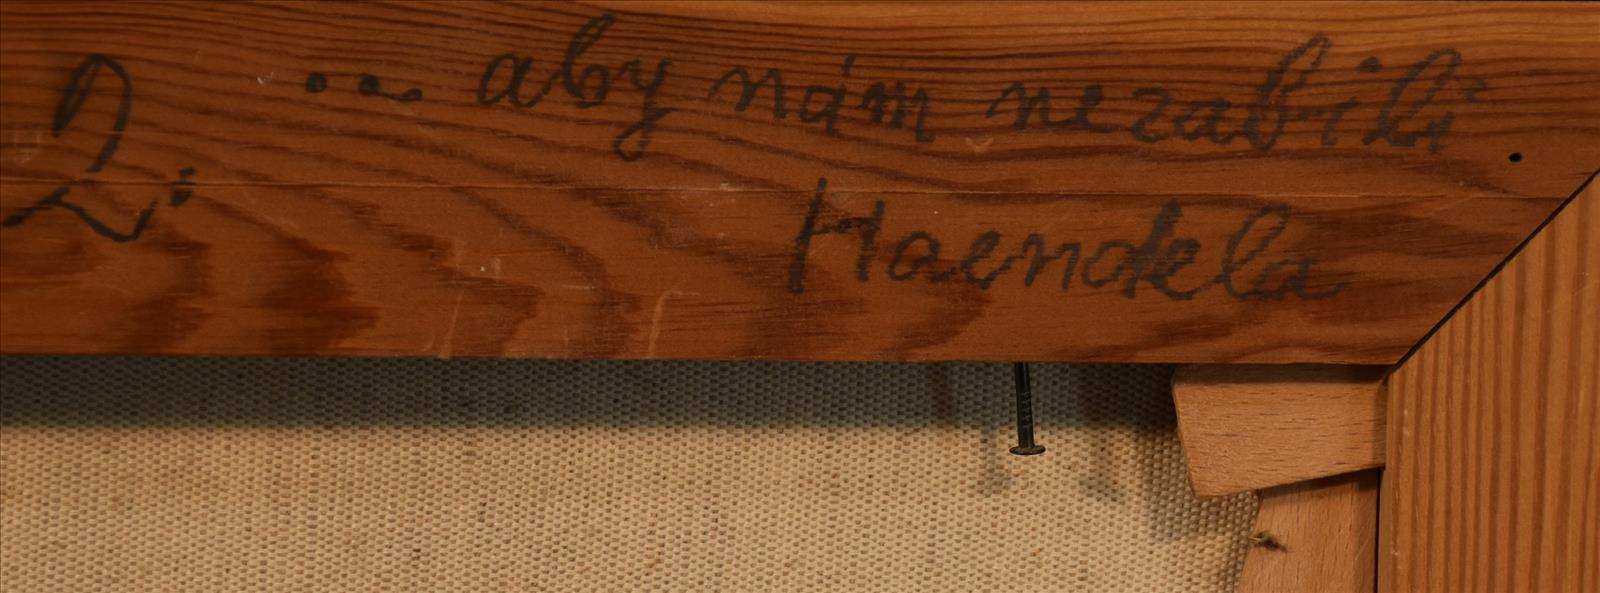 2: ... aby nám nezabili
Haendela